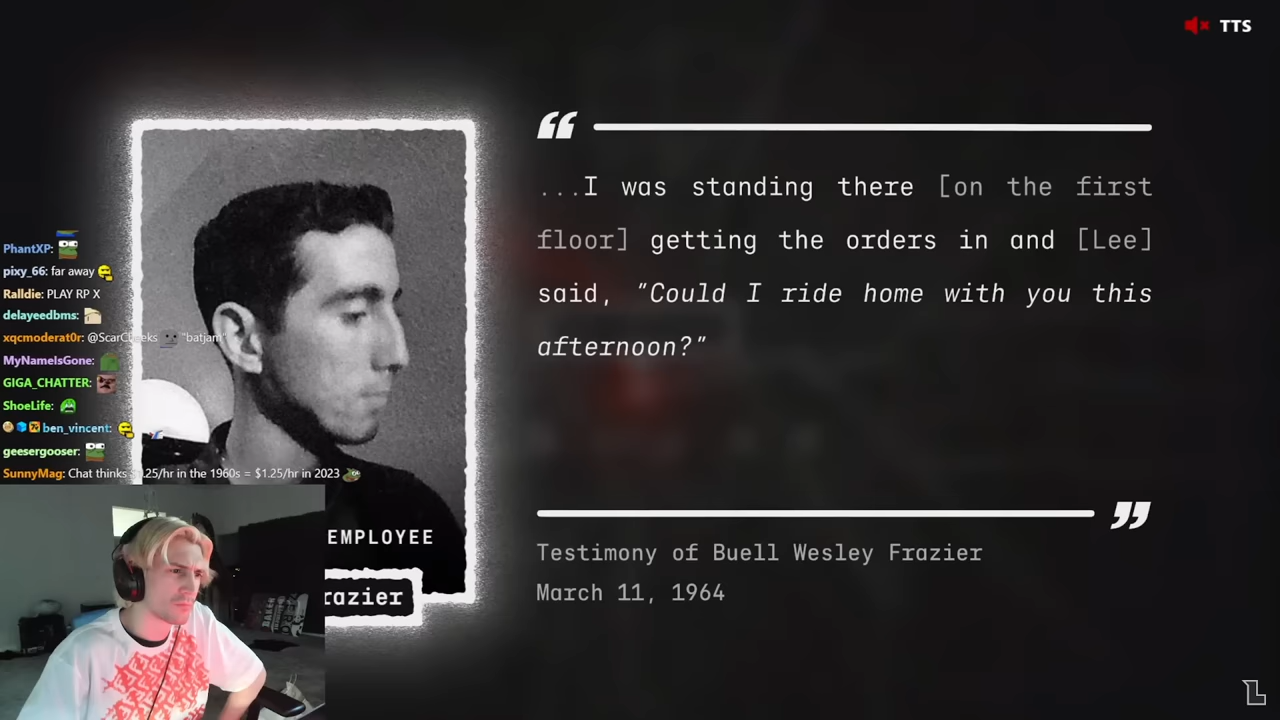 TTS
...I was standing there [on the first
floor] getting the orders in and [Lee]
said, "Could I ride home with you this
afternoon?"
Testimony of Buell Wesley Frazier
March 11, 1964
EMPLOYEE
razier
PhantXP:
pixy_66: far away
Ralldie: PLAY RP X
delayeedbms:
xqcmoderat0r: @ScarCheeks "batjam"
MyNameIsGone:
GIGA_CHATTER:
ShoeLife:
ben_vincent:
geesergooser:
SunnyMag: Chat thinks $1.25/hr in the 1960s = $1.25/hr in 2023